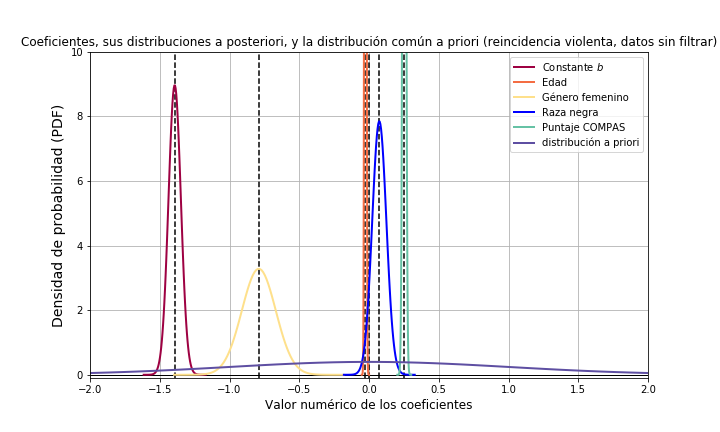 Coeficientes, sus distribuciones a posteriori, y la distribución común a priori (reincidencia violenta, datos sin filtrar)
Densidad de probabilidad (PDF)
10
8
6
4
2
0
Constante b
Edad
Género femenino
Raza negra
Puntaje COMPAS
distribución a priori
−2.0 −1.5 −1.0 −0.5 0.0 0.5 1.0 1.5 2.0
Valor numérico de los coeficientes